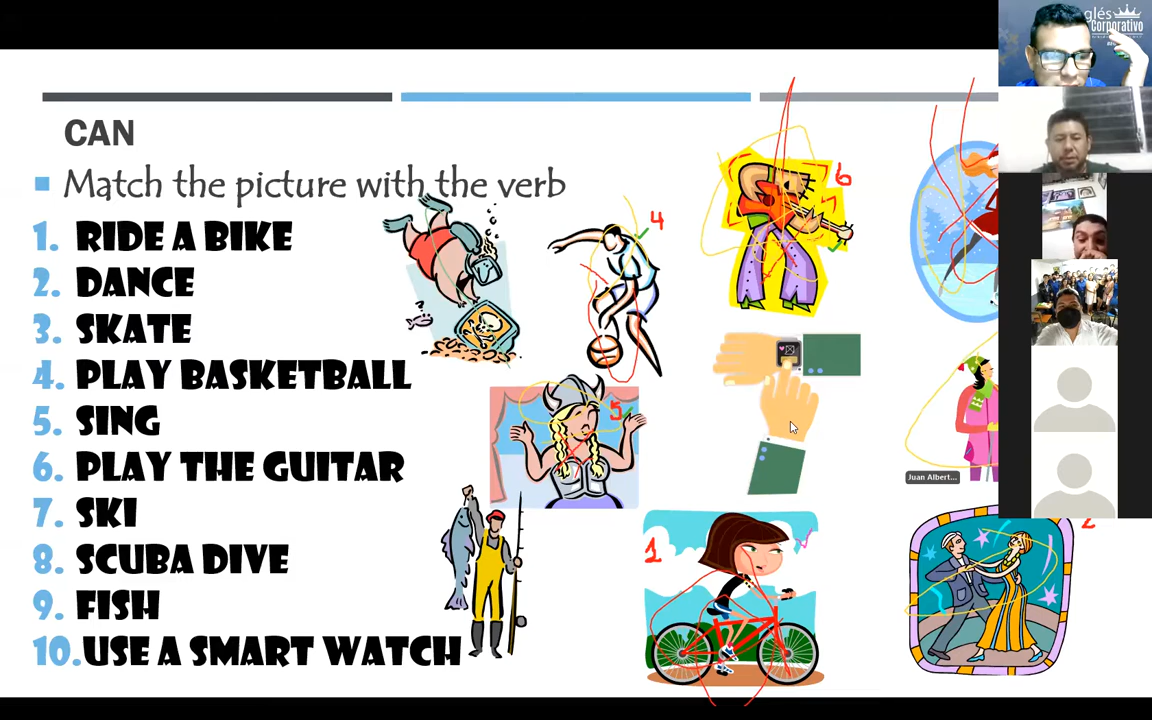 CAN
Match the picture with the verb
1. RIDE A BIKE
2. DANCE
3. SKATE
4. PLAY BASKETBALL
5. SING
6. PLAY THE GUITAR
7. SKI
8. SCUBA DIVE
9. FISH
10. USE A SMART WATCH
4
6
5
1
2
?
glés
Corporativo
Juan Albert...